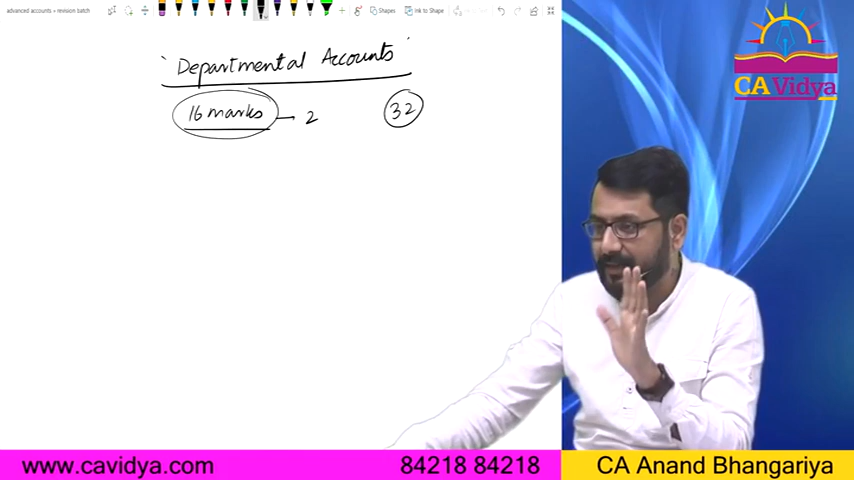 advanced accounts + revision batch
Shapes
Ink to Shape
'Departmental Accounts'
16 marks → 2
32
CA Vidya
www.cavidya.com
84218 84218
CA Anand Bhangariya